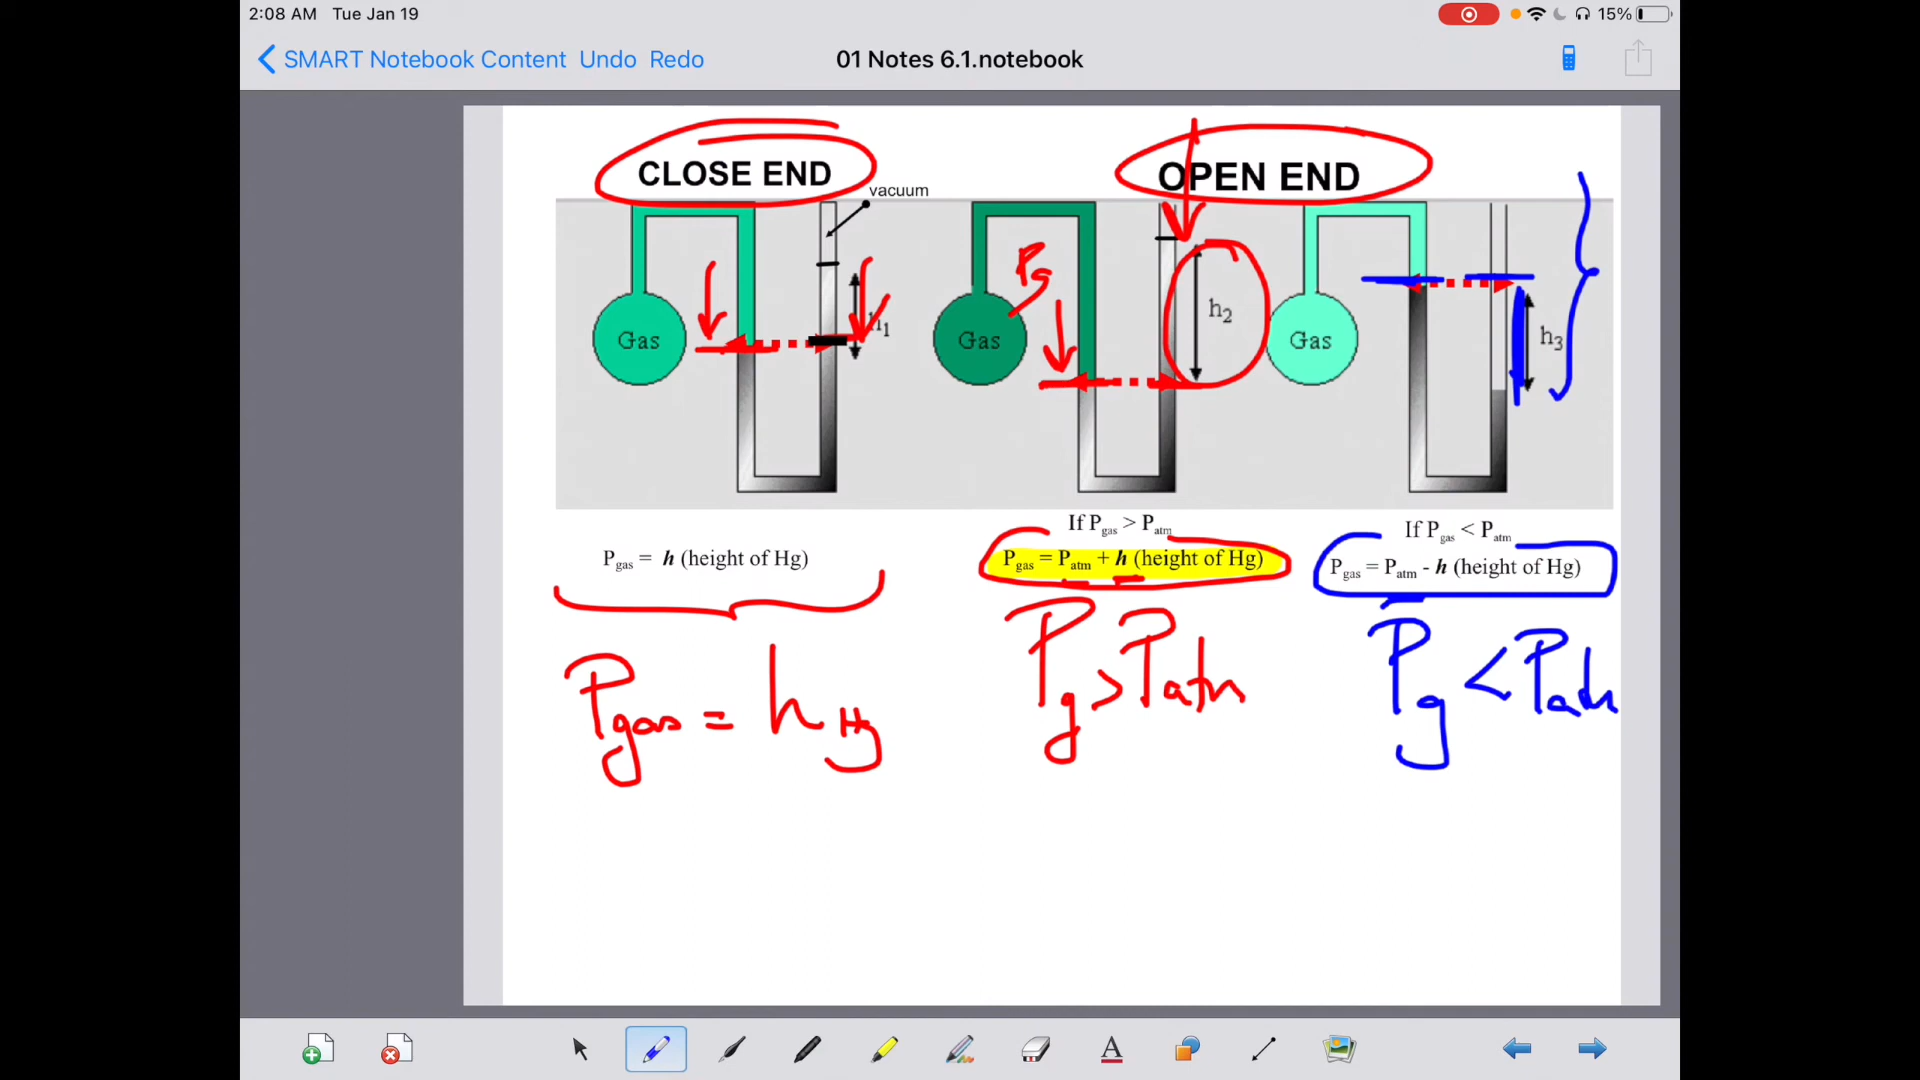 2:08 AM Tue Jan 19
15%
SMART Notebook Content Undo Redo
01 Notes 6.1.notebook
CLOSE END
OPEN END
vacuum
Pg
Gas
h1
Gas
h2
Gas
h3
Pgas = h (height of Hg)
If Pgas > Patm
Pgas = Patm + h (height of Hg)
If Pgas < Patm
Pgas = Patm - h (height of Hg)
Pgas = h Hg
Pg > Patm
Pg < Patm
A